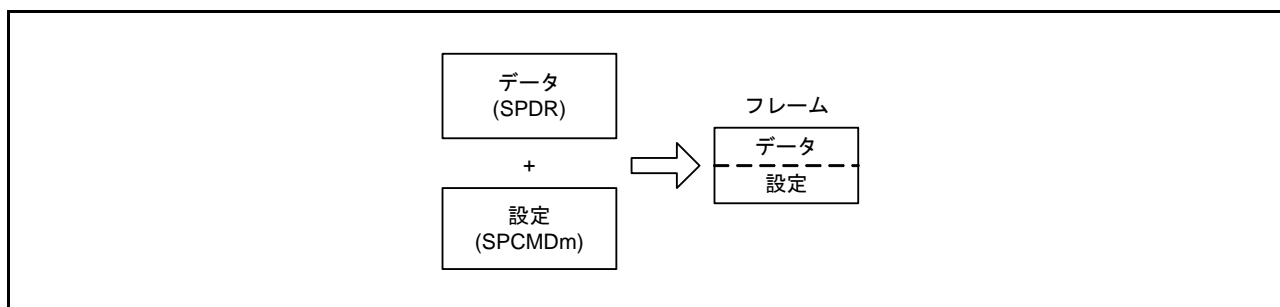 データ
(SPDR)
+
設定
(SPCMDm)
フレーム
データ
設定